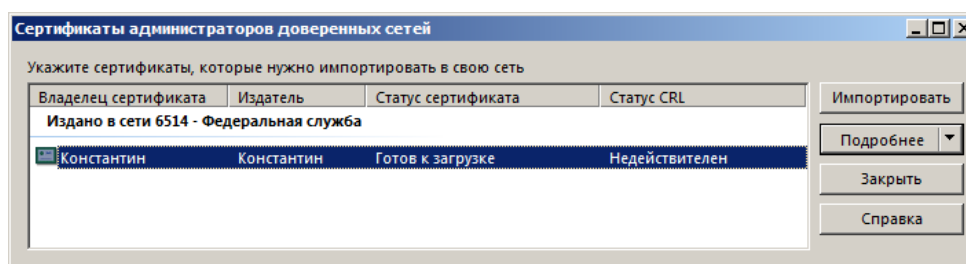 Сертификаты администраторов доверенных сетей
Укажите сертификаты, которые нужно импортировать в свою сеть
Владелец сертификата Издатель Статус сертификата Статус CRL
Издано в сети 6514 - Федеральная служба
Константин Константин Готов к загрузке Недействителен
Импортировать
Подробнее
Закрыть
Справка